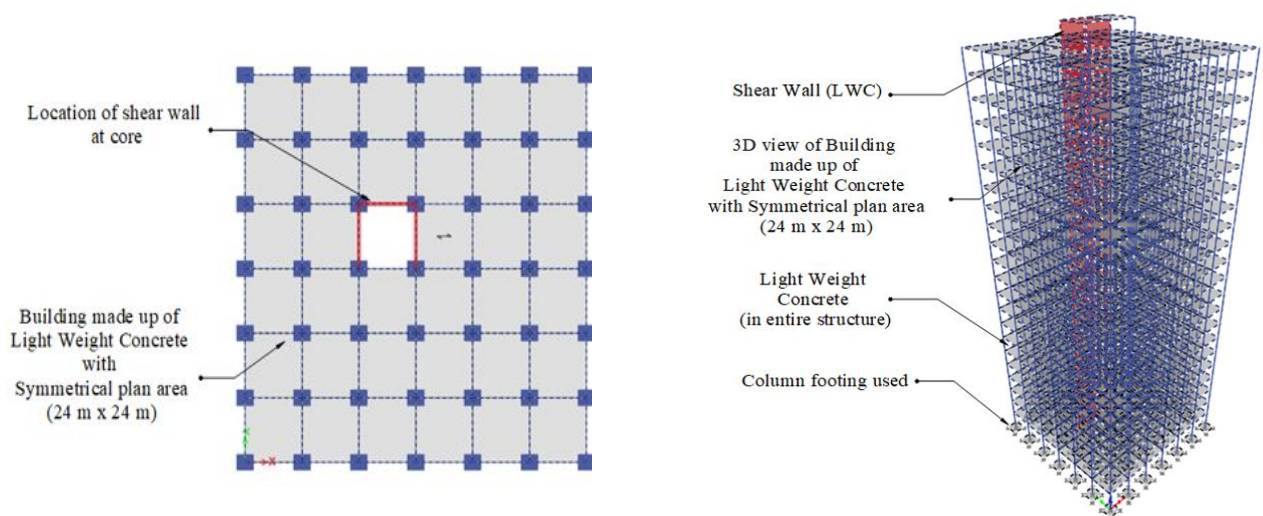 Location of shear wall
at core
Building made up of
Light Weight Concrete
with
Symmetrical plan area
(24 m x 24 m)
X
Shear Wall (LWC)
3D view of Building
made up of
Light Weight Concrete
with Symmetrical plan area
(24 m x 24 m)
Light Weight
Concrete
(in entire structure)
Column footing used